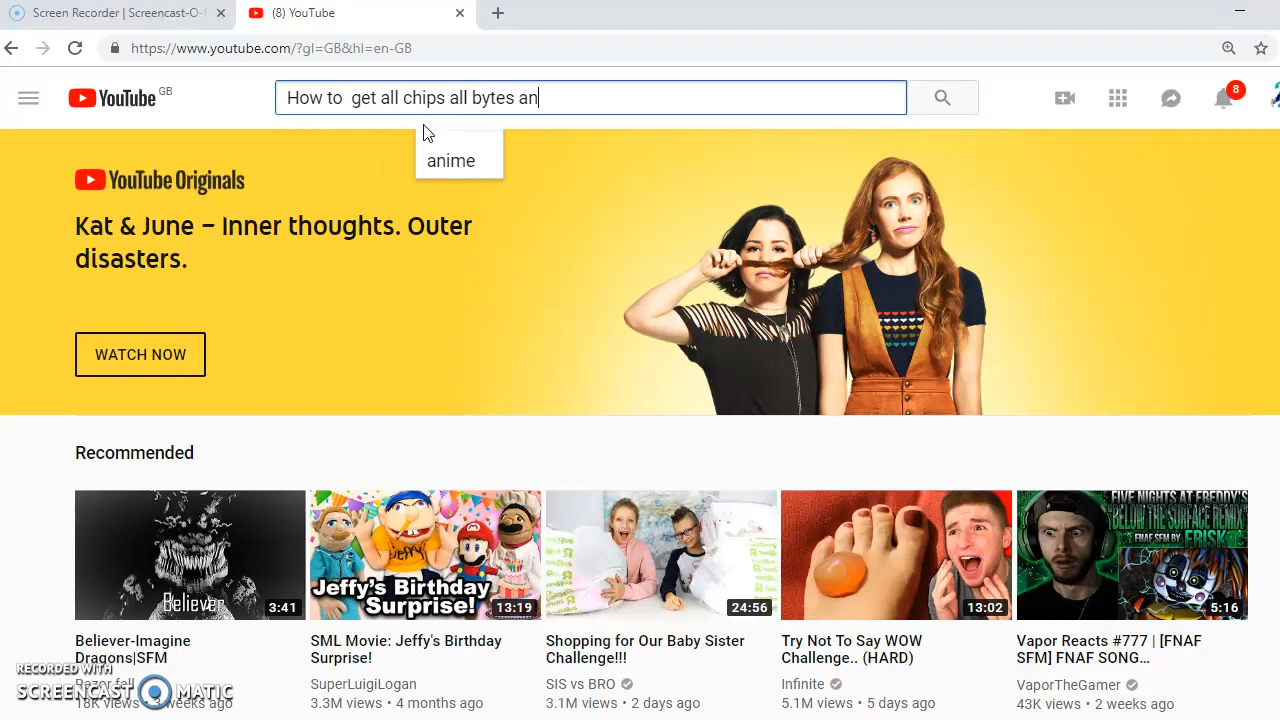 Screen Recorder | Screencast-O-
(8) YouTube
https://www.youtube.com/?gl=GB&hl=en-GB
YouTube GB
How to  get all chips all bytes an
8
anime
YouTube Originals
Kat & June – Inner thoughts. Outer
disasters.
WATCH NOW
Recommended
Believer
3:41
JEFFY'S BIRTHDAY
SURPRISE!
13:19
24:56
13:02
FIVE NIGHTS AT FREDDY'S
"BELOW THE SURFACE REMIX"
FNAF SFM BY FRISK
5:16
Believer-Imagine
Dragons|SFM
Razor fall
18K views • 3 weeks ago
SML Movie: Jeffy's Birthday
Surprise!
SuperLuigiLogan
3.3M views • 4 months ago
Shopping for Our Baby Sister
Challenge!!!
SIS vs BRO
3.1M views • 2 days ago
Try Not To Say WOW
Challenge.. (HARD)
Infinite
5.1M views • 5 days ago
Vapor Reacts #777 | [FNAF
SFM] FNAF SONG...
VaporTheGamer
43K views • 2 weeks ago
RECORDED WITH
SCREENCAST MATIC